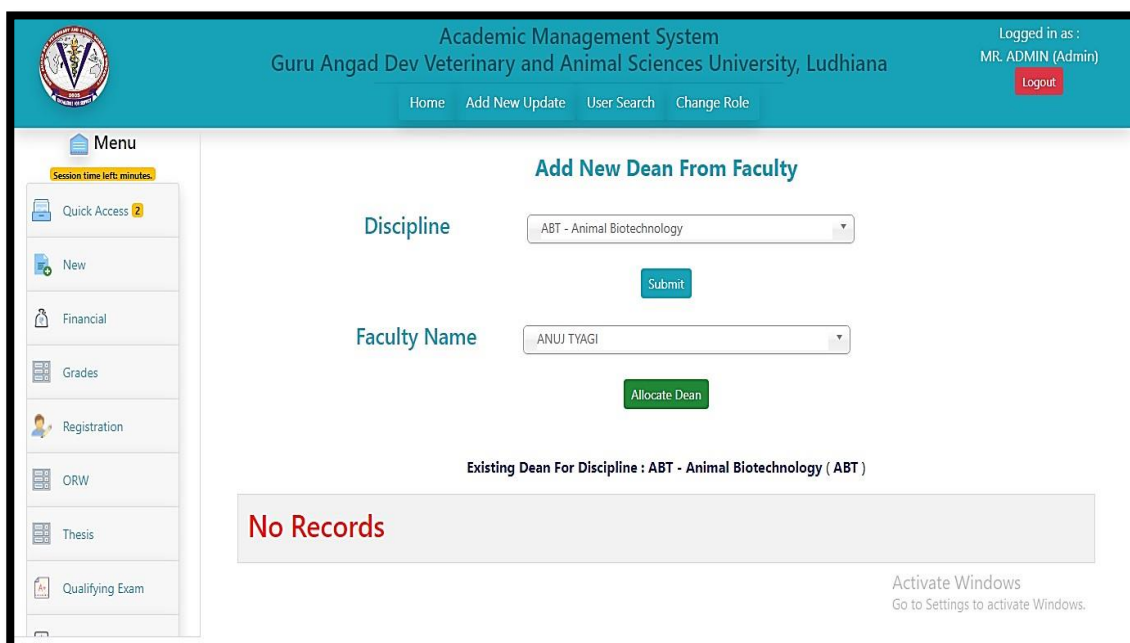 Academic Management System
Guru Angad Dev Veterinary and Animal Sciences University, Ludhiana
Home Add New Update User Search Change Role
Logged in as :
MR. ADMIN (Admin)
Logout
Menu
Session time left: minutes.
Quick Access 2
New
Financial
Grades
Registration
ORW
Thesis
Qualifying Exam
Add New Dean From Faculty
Discipline ABT - Animal Biotechnology
Submit
Faculty Name ANUJ TYAGI
Allocate Dean
Existing Dean For Discipline : ABT - Animal Biotechnology ( ABT )
No Records
Activate Windows
Go to Settings to activate Windows.